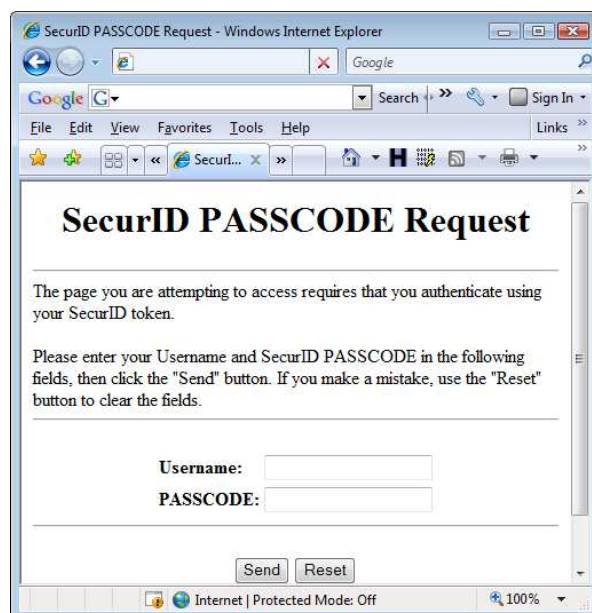 SecurID PASSCODE Request - Windows Internet Explorer
Google
Google G Search » Sign In
File Edit View Favorites Tools Help Links »
« SecurI... x » H »
SecurID PASSCODE Request
The page you are attempting to access requires that you authenticate using
your SecurID token.
Please enter your Username and SecurID PASSCODE in the following
fields, then click the "Send" button. If you make a mistake, use the "Reset"
button to clear the fields.
Username:
PASSCODE:
Send Reset
Internet | Protected Mode: Off 100%